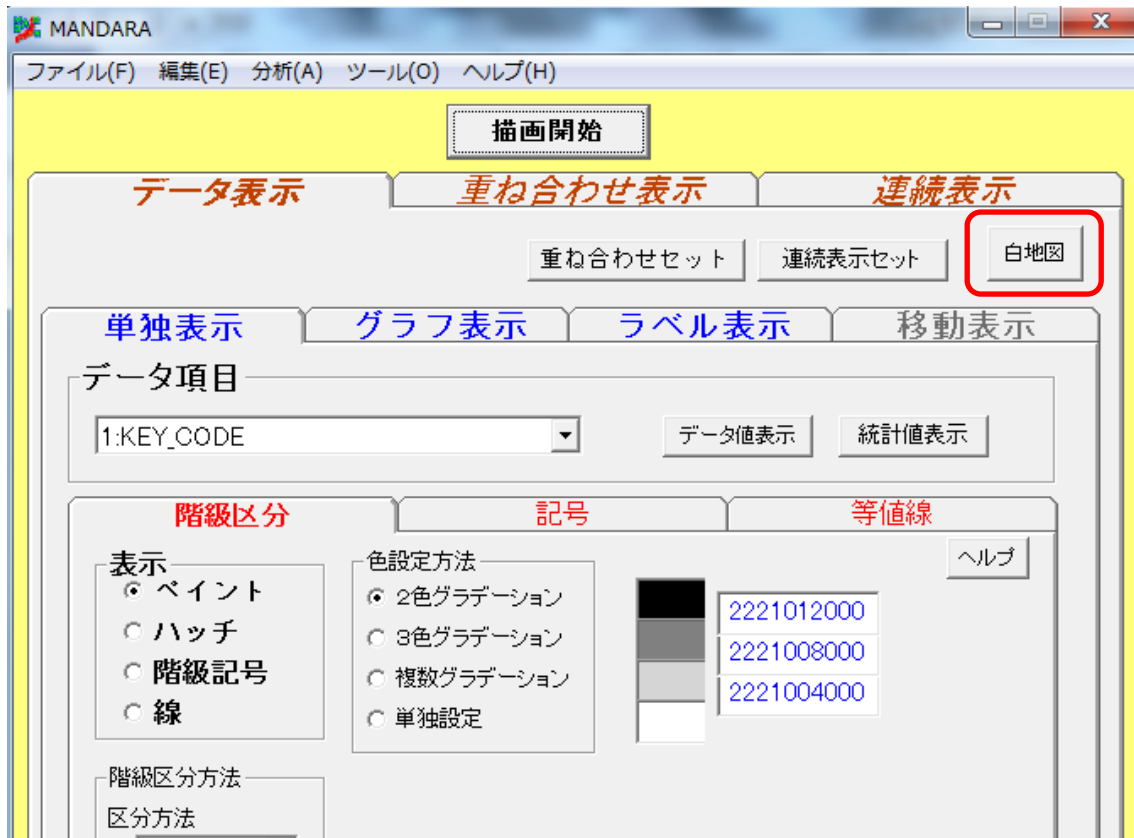 MANDARA
ファイル(F) 編集(E) 分析(A) ツール(O) ヘルプ(H)
描画開始
データ表示 重ね合わせ表示 連続表示
重ね合わせセット 連続表示セット 白地図
単独表示 グラフ表示 ラベル表示 移動表示
データ項目
1:KEY_CODE データ値表示 統計値表示
階級区分 記号 等値線
ヘルプ
表示 色設定方法
ペイント 2色グラデーション 2221012000
ハッチ 3色グラデーション 2221008000
階級記号 複数グラデーション 2221004000
線 単独設定
階級区分方法
区分方法